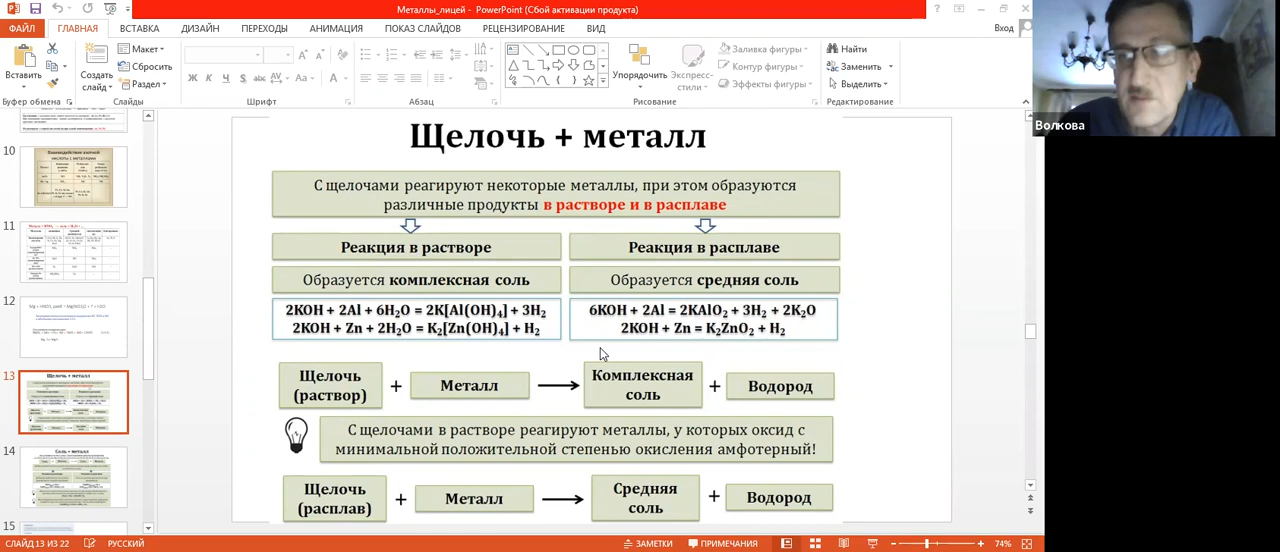 Металлы_лицей - PowerPoint (Сбой активации продукта)
ФАЙЛ ГЛАВНАЯ ВСТАВКА ДИЗАЙН ПЕРЕХОДЫ АНИМАЦИЯ ПОКАЗ СЛАЙДОВ РЕЦЕНЗИРОВАНИЕ ВИД Вход
Вставить
Создать слайд
Макет
Сбросить
Раздел
Ж К Ч S abc AV Aa A
Упорядочить
Экспресс-стили
Заливка фигуры
Контур фигуры
Эффекты фигуры
Найти
Заменить
Выделить
Буфер обмена Слайды Шрифт Абзац Рисование Редактирование
Волкова
10
11
12
13
14
15
Щелочь + металл
С щелочами реагируют некоторые металлы, при этом образуются
различные продукты в растворе и в расплаве
Реакция в растворе
Реакция в расплаве
Образуется комплексная соль
Образуется средняя соль
2KOH + 2Al + 6H₂O = 2K[Al(OH)₄] + 3H₂
2KOH + Zn + 2H₂O = K₂[Zn(OH)₄] + H₂
6KOH + 2Al = 2KAlO₂ + 3H₂ + 2K₂O
2KOH + Zn = K₂ZnO₂ + H₂
Щелочь (раствор) + Металл → Комплексная соль + Водород
С щелочами в расторе реагируют металлы, у которых оксид с
минимальной положительной степенью окисления амфотерный!
Щелочь (расплав) + Металл → Средняя соль + Водород
СЛАЙД 13 ИЗ 22 РУССКИЙ ЗАМЕТКИ ПРИМЕЧАНИЯ 74%